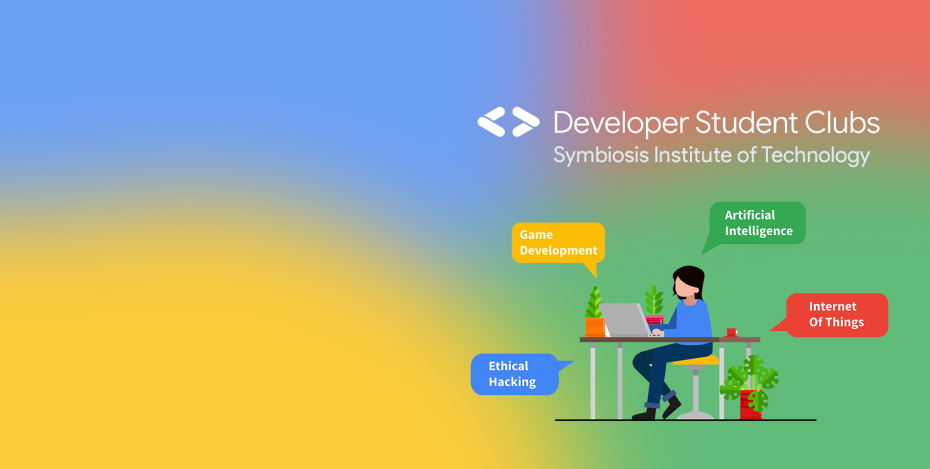 Developer Student Clubs
Symbiosis Institute of Technology
Artificial
Intelligence
Game
Development
Internet
Of Things
Ethical
Hacking